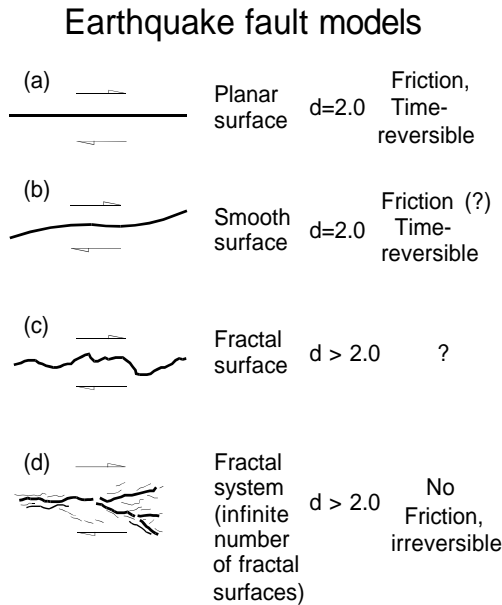 Earthquake fault models
(a)
Planar
surface
d=2.0
Friction,
Time-
reversible
(b)
Smooth
surface
d=2.0
Friction (?)
Time-
reversible
(c)
Fractal
surface
d > 2.0
?
(d)
Fractal
system
(infinite
number
of fractal
surfaces)
d > 2.0
No
Friction,
irreversible